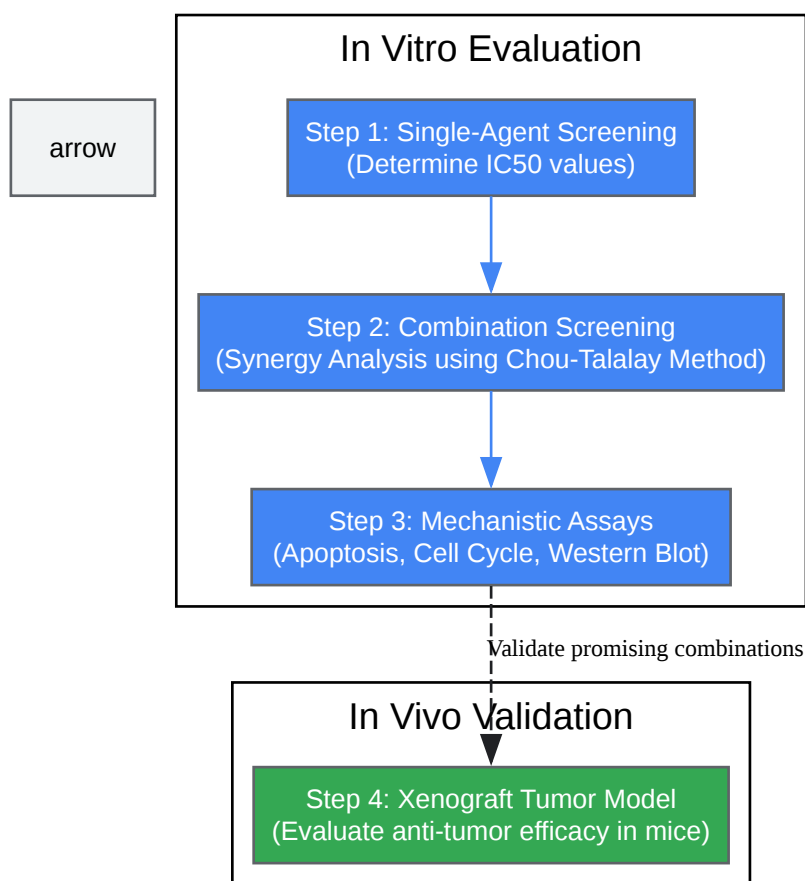 In Vitro Evaluation
arrow
Step 1: Single-Agent Screening
(Determine IC50 values)
Step 2: Combination Screening
(Synergy Analysis using Chou-Talalay Method)
Step 3: Mechanistic Assays
(Apoptosis, Cell Cycle, Western Blot)
Validate promising combinations
In Vivo Validation
Step 4: Xenograft Tumor Model
(Evaluate anti-tumor efficacy in mice)